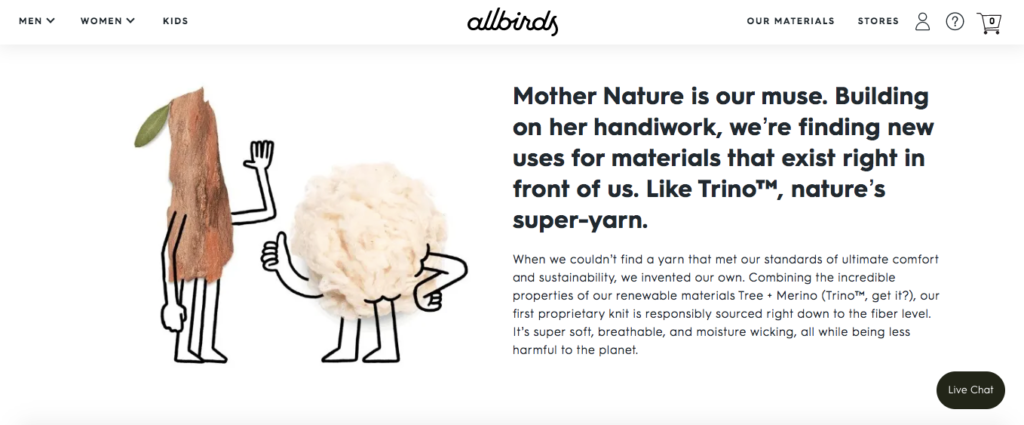 MEN WOMEN KIDS allbirds OUR MATERIALS STORES 0
Mother Nature is our muse. Building
on her handiwork, we’re finding new
uses for materials that exist right in
front of us. Like Trino™, nature’s
super-yarn.
When we couldn’t find a yarn that met our standards of ultimate comfort
and sustainability, we invented our own. Combining the incredible
properties of our renewable materials Tree + Merino (Trino™, get it?), our
first proprietary knit is responsibly sourced right down to the fiber level.
It’s super soft, breathable, and moisture wicking, all while being less
harmful to the planet.
Live Chat